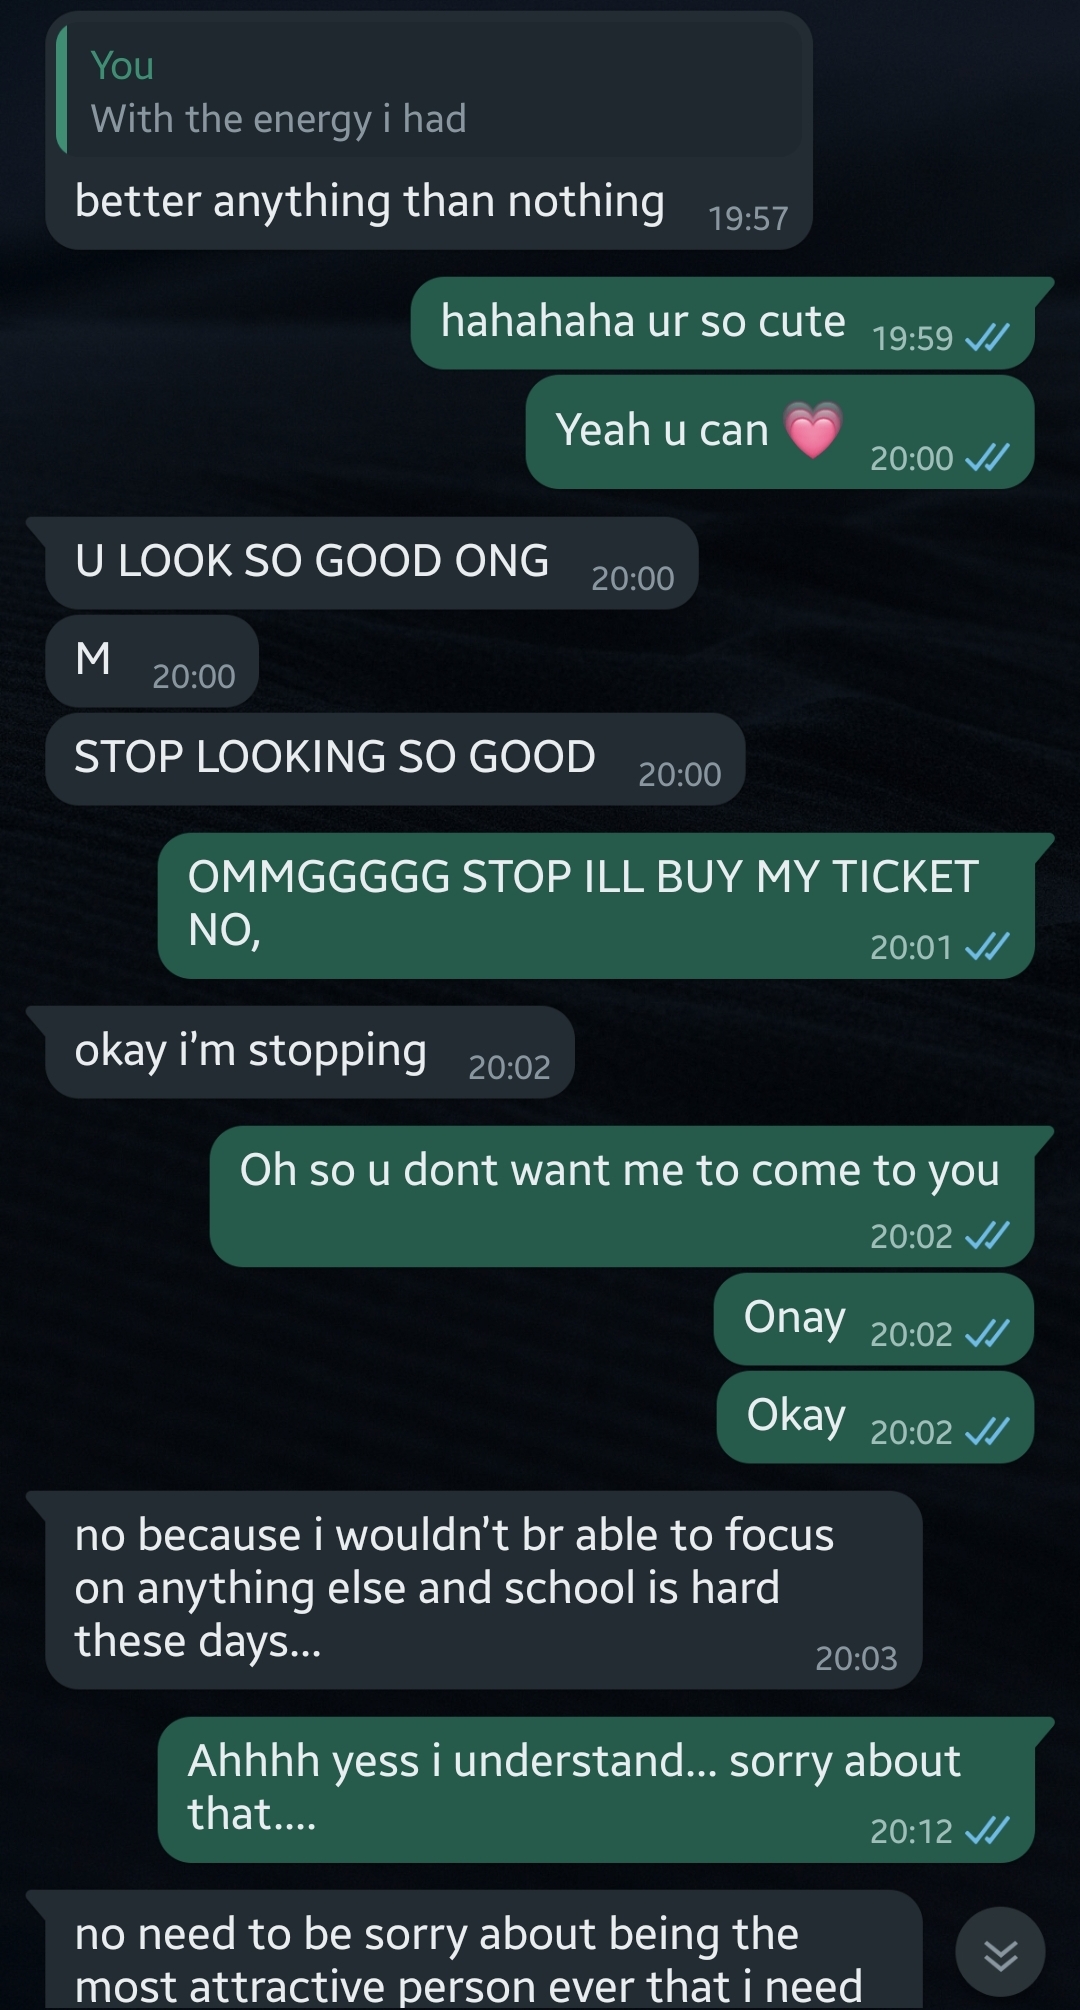 You
With the energy i had
better anything than nothing 19:57
hahahaha ur so cute 19:59
Yeah u can 💗 20:00
U LOOK SO GOOD ONG 20:00
M 20:00
STOP LOOKING SO GOOD 20:00
OMMGGGGG STOP ILL BUY MY TICKET
NO, 20:01
okay i'm stopping 20:02
Oh so u dont want me to come to you
20:02
Onay 20:02
Okay 20:02
no because i wouldn't br able to focus
on anything else and school is hard
these days... 20:03
Ahhhh yess i understand... sorry about
that.... 20:12
no need to be sorry about being the
most attractive person ever that i need